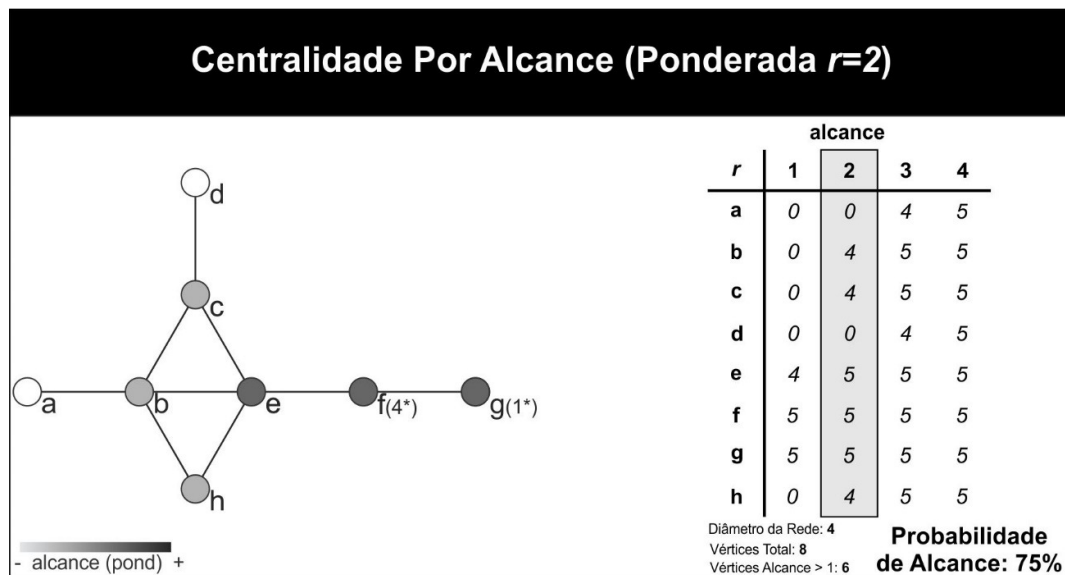 Centralidade Por Alcance (Ponderada r=2)
d
c
a
b
e
f(4*)
g(1*)
h
- alcance (pond) +
alcance
r 1 2 3 4
a 0 0 4 5
b 0 4 5 5
c 0 4 5 5
d 0 0 4 5
e 4 5 5 5
f 5 5 5 5
g 5 5 5 5
h 0 4 5 5
Diâmetro da Rede: 4
Vértices Total: 8
Vértices Alcance > 1: 6
Probabilidade
de Alcance: 75%